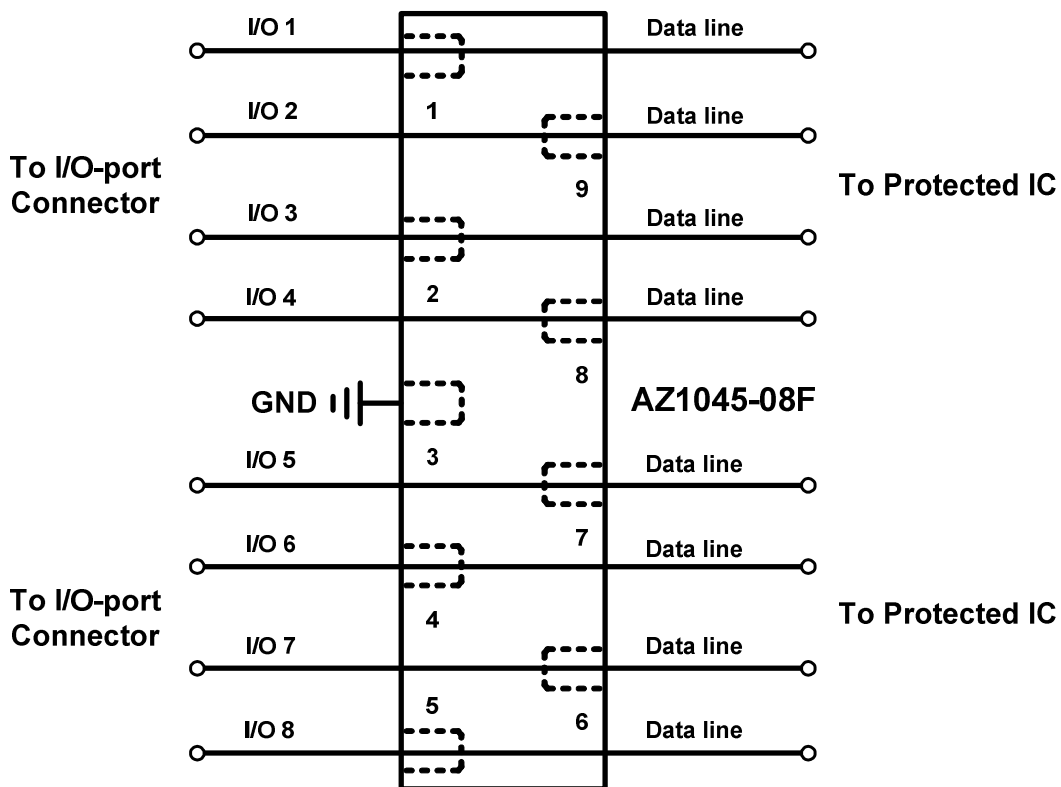 I/O 1
Data line
I/O 2
1
Data line
To I/O-port
Connector
9
To Protected IC
I/O 3
Data line
I/O 4
2
Data line
8
GND
AZ1045-08F
I/O 5
3
Data line
7
I/O 6
Data line
To I/O-port
Connector
4
To Protected IC
I/O 7
Data line
5
6
I/O 8
Data line